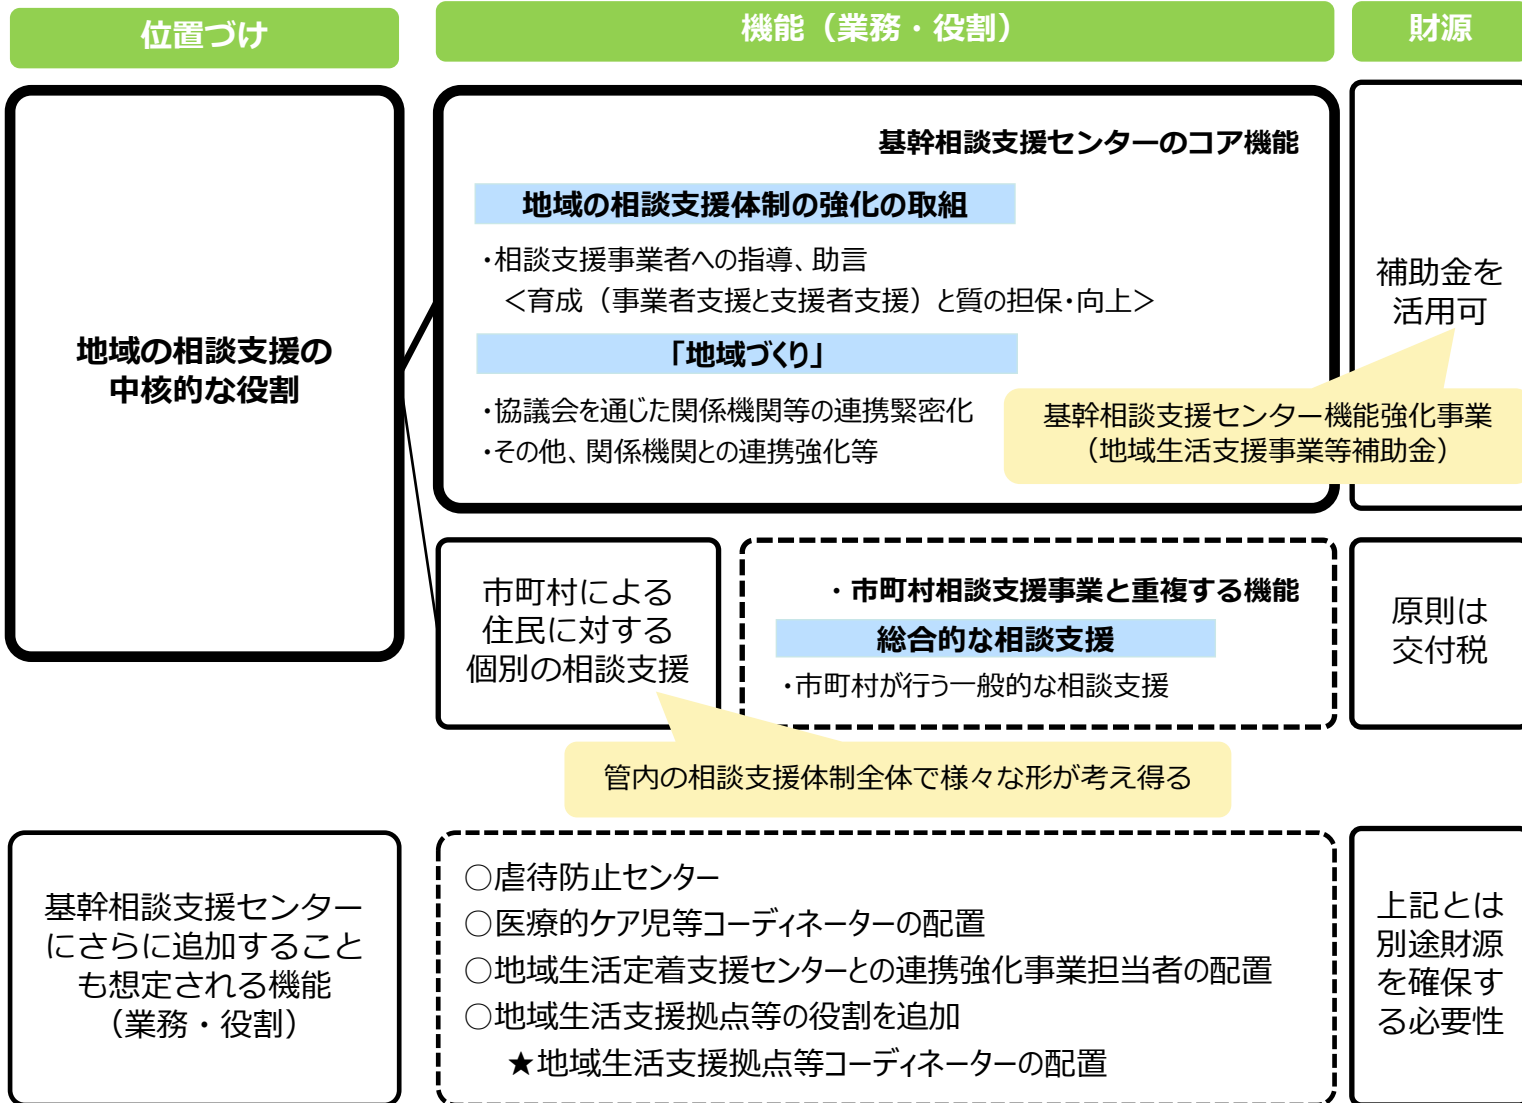 位置づけ
機能（業務・役割）
財源
地域の相談支援の
中核的な役割
基幹相談支援センターのコア機能
地域の相談支援体制の強化の取組
・相談支援事業者への指導、助言
＜育成（事業者支援と支援者支援）と質の担保・向上＞
「地域づくり」
・協議会を通じた関係機関等の連携緊密化
・その他、関係機関との連携強化等
補助金を
活用可
基幹相談支援センター機能強化事業
（地域生活支援事業等補助金）
市町村による
住民に対する
個別の相談支援
・市町村相談支援事業と重複する機能
総合的な相談支援
・市町村が行う一般的な相談支援
原則は
交付税
管内の相談支援体制全体で様々な形が考え得る
基幹相談支援センター
にさらに追加すること
も想定される機能
（業務・役割）
○虐待防止センター
○医療的ケア児等コーディネーターの配置
○地域生活定着支援センターとの連携強化事業担当者の配置
○地域生活支援拠点等の役割を追加
★地域生活支援拠点等コーディネーターの配置
上記とは
別途財源
を確保す
る必要性